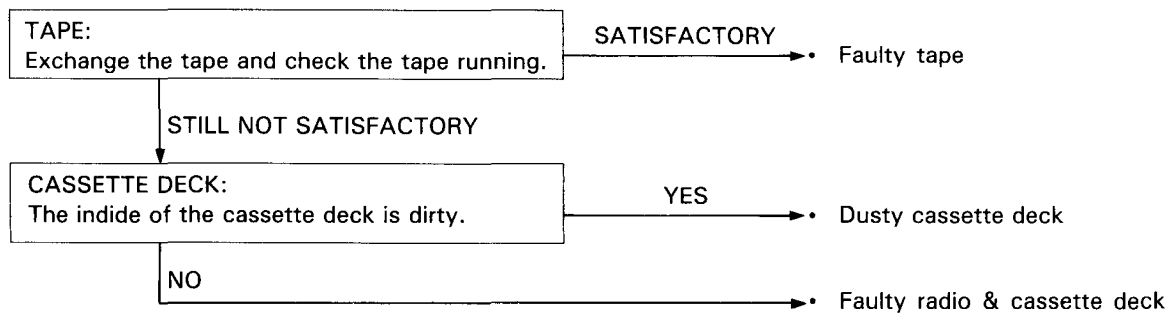 TAPE:
Exchange the tape and check the tape running.
SATISFACTORY
• Faulty tape
STILL NOT SATISFACTORY
CASSETTE DECK:
The indide of the cassette deck is dirty.
YES
• Dusty cassette deck
NO
• Faulty radio & cassette deck